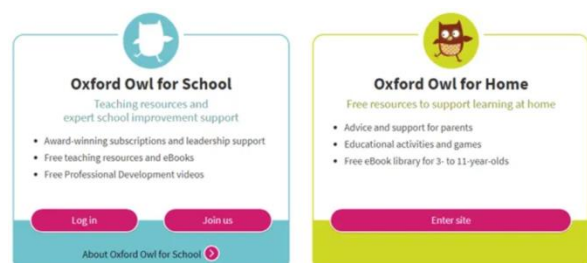 Oxford Owl for School
Teaching resources and
expert school improvement support
• Award-winning subscriptions and leadership support
• Free teaching resources and eBooks
• Free Professional Development videos
Log in
Join us
About Oxford Owl for School
Oxford Owl for Home
Free resources to support learning at home
• Advice and support for parents
• Educational activities and games
• Free eBook library for 3- to 11-year-olds
Enter site